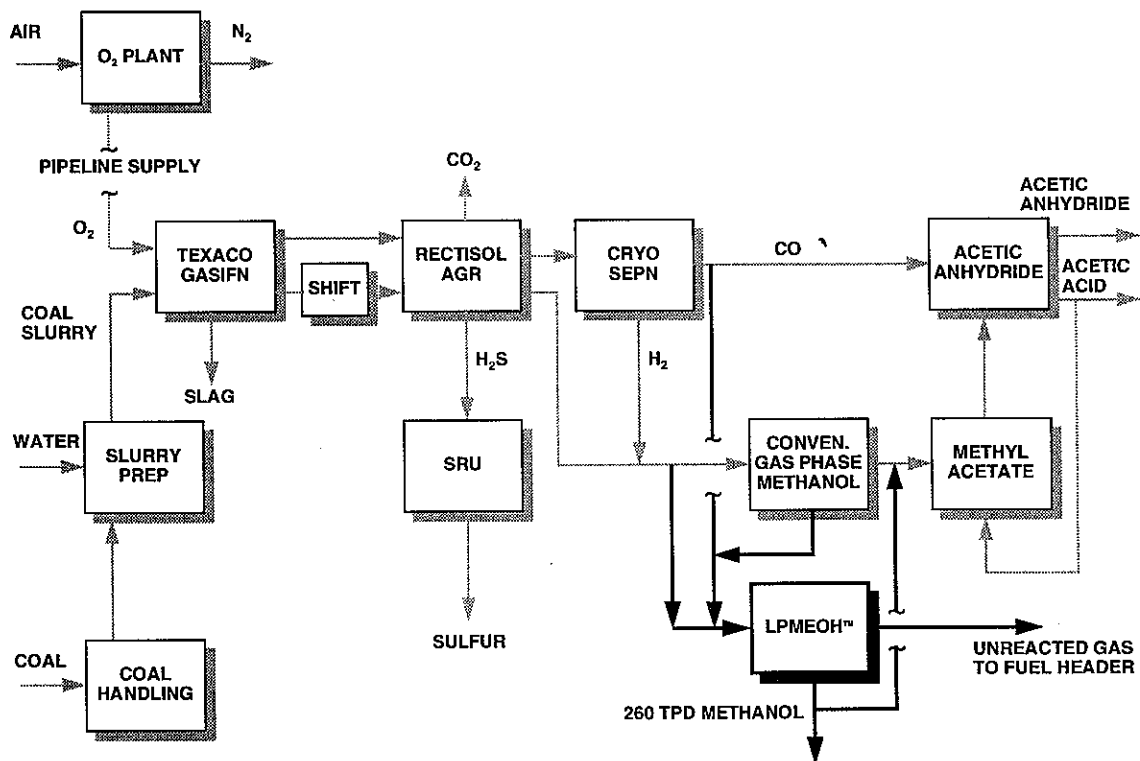 AIR
O₂ PLANT
N₂
PIPELINE SUPPLY
O₂
COAL
SLURRY
TEXACO
GASIFN
SLAG
SHIFT
CO₂
RECTISOL
AGR
H₂S
SRU
SULFUR
CRYO
SEPN
H₂
CO
ACETIC
ANHYDRIDE
ACETIC
ANHYDRIDE
ACETIC
ACID
WATER
SLURRY
PREP
COAL
COAL
HANDLING
CONVEN.
GAS PHASE
METHANOL
METHYL
ACETATE
LPMEOH™
UNREACTED GAS
TO FUEL HEADER
260 TPD METHANOL